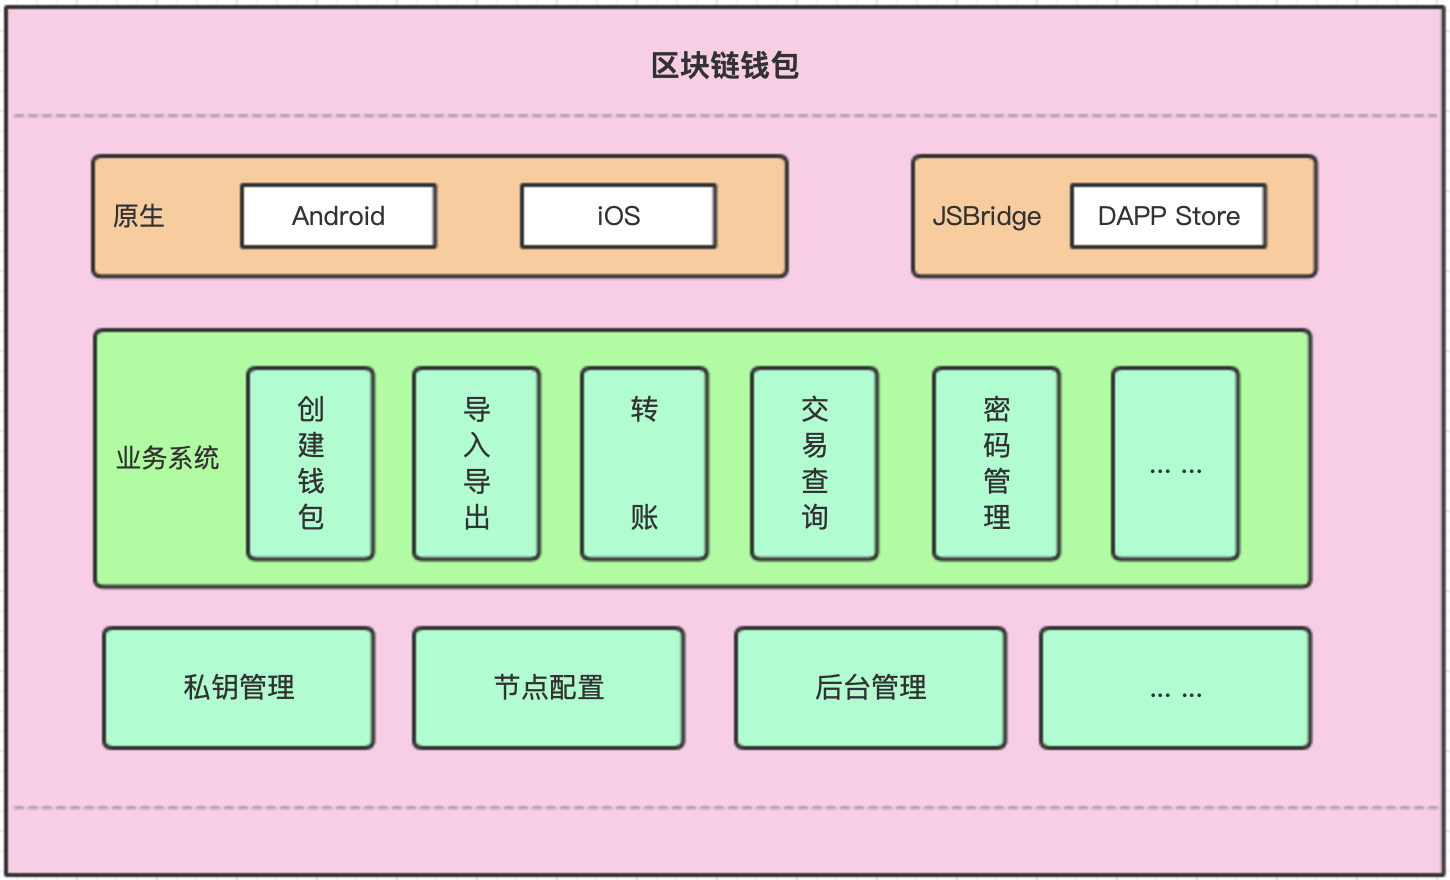 区块链钱包
原生
Android
iOS
JSBridge
DAPP Store
业务系统
创建钱包
导入导出
转账
交易查询
密码管理
... ...
私钥管理
节点配置
后台管理
... ...